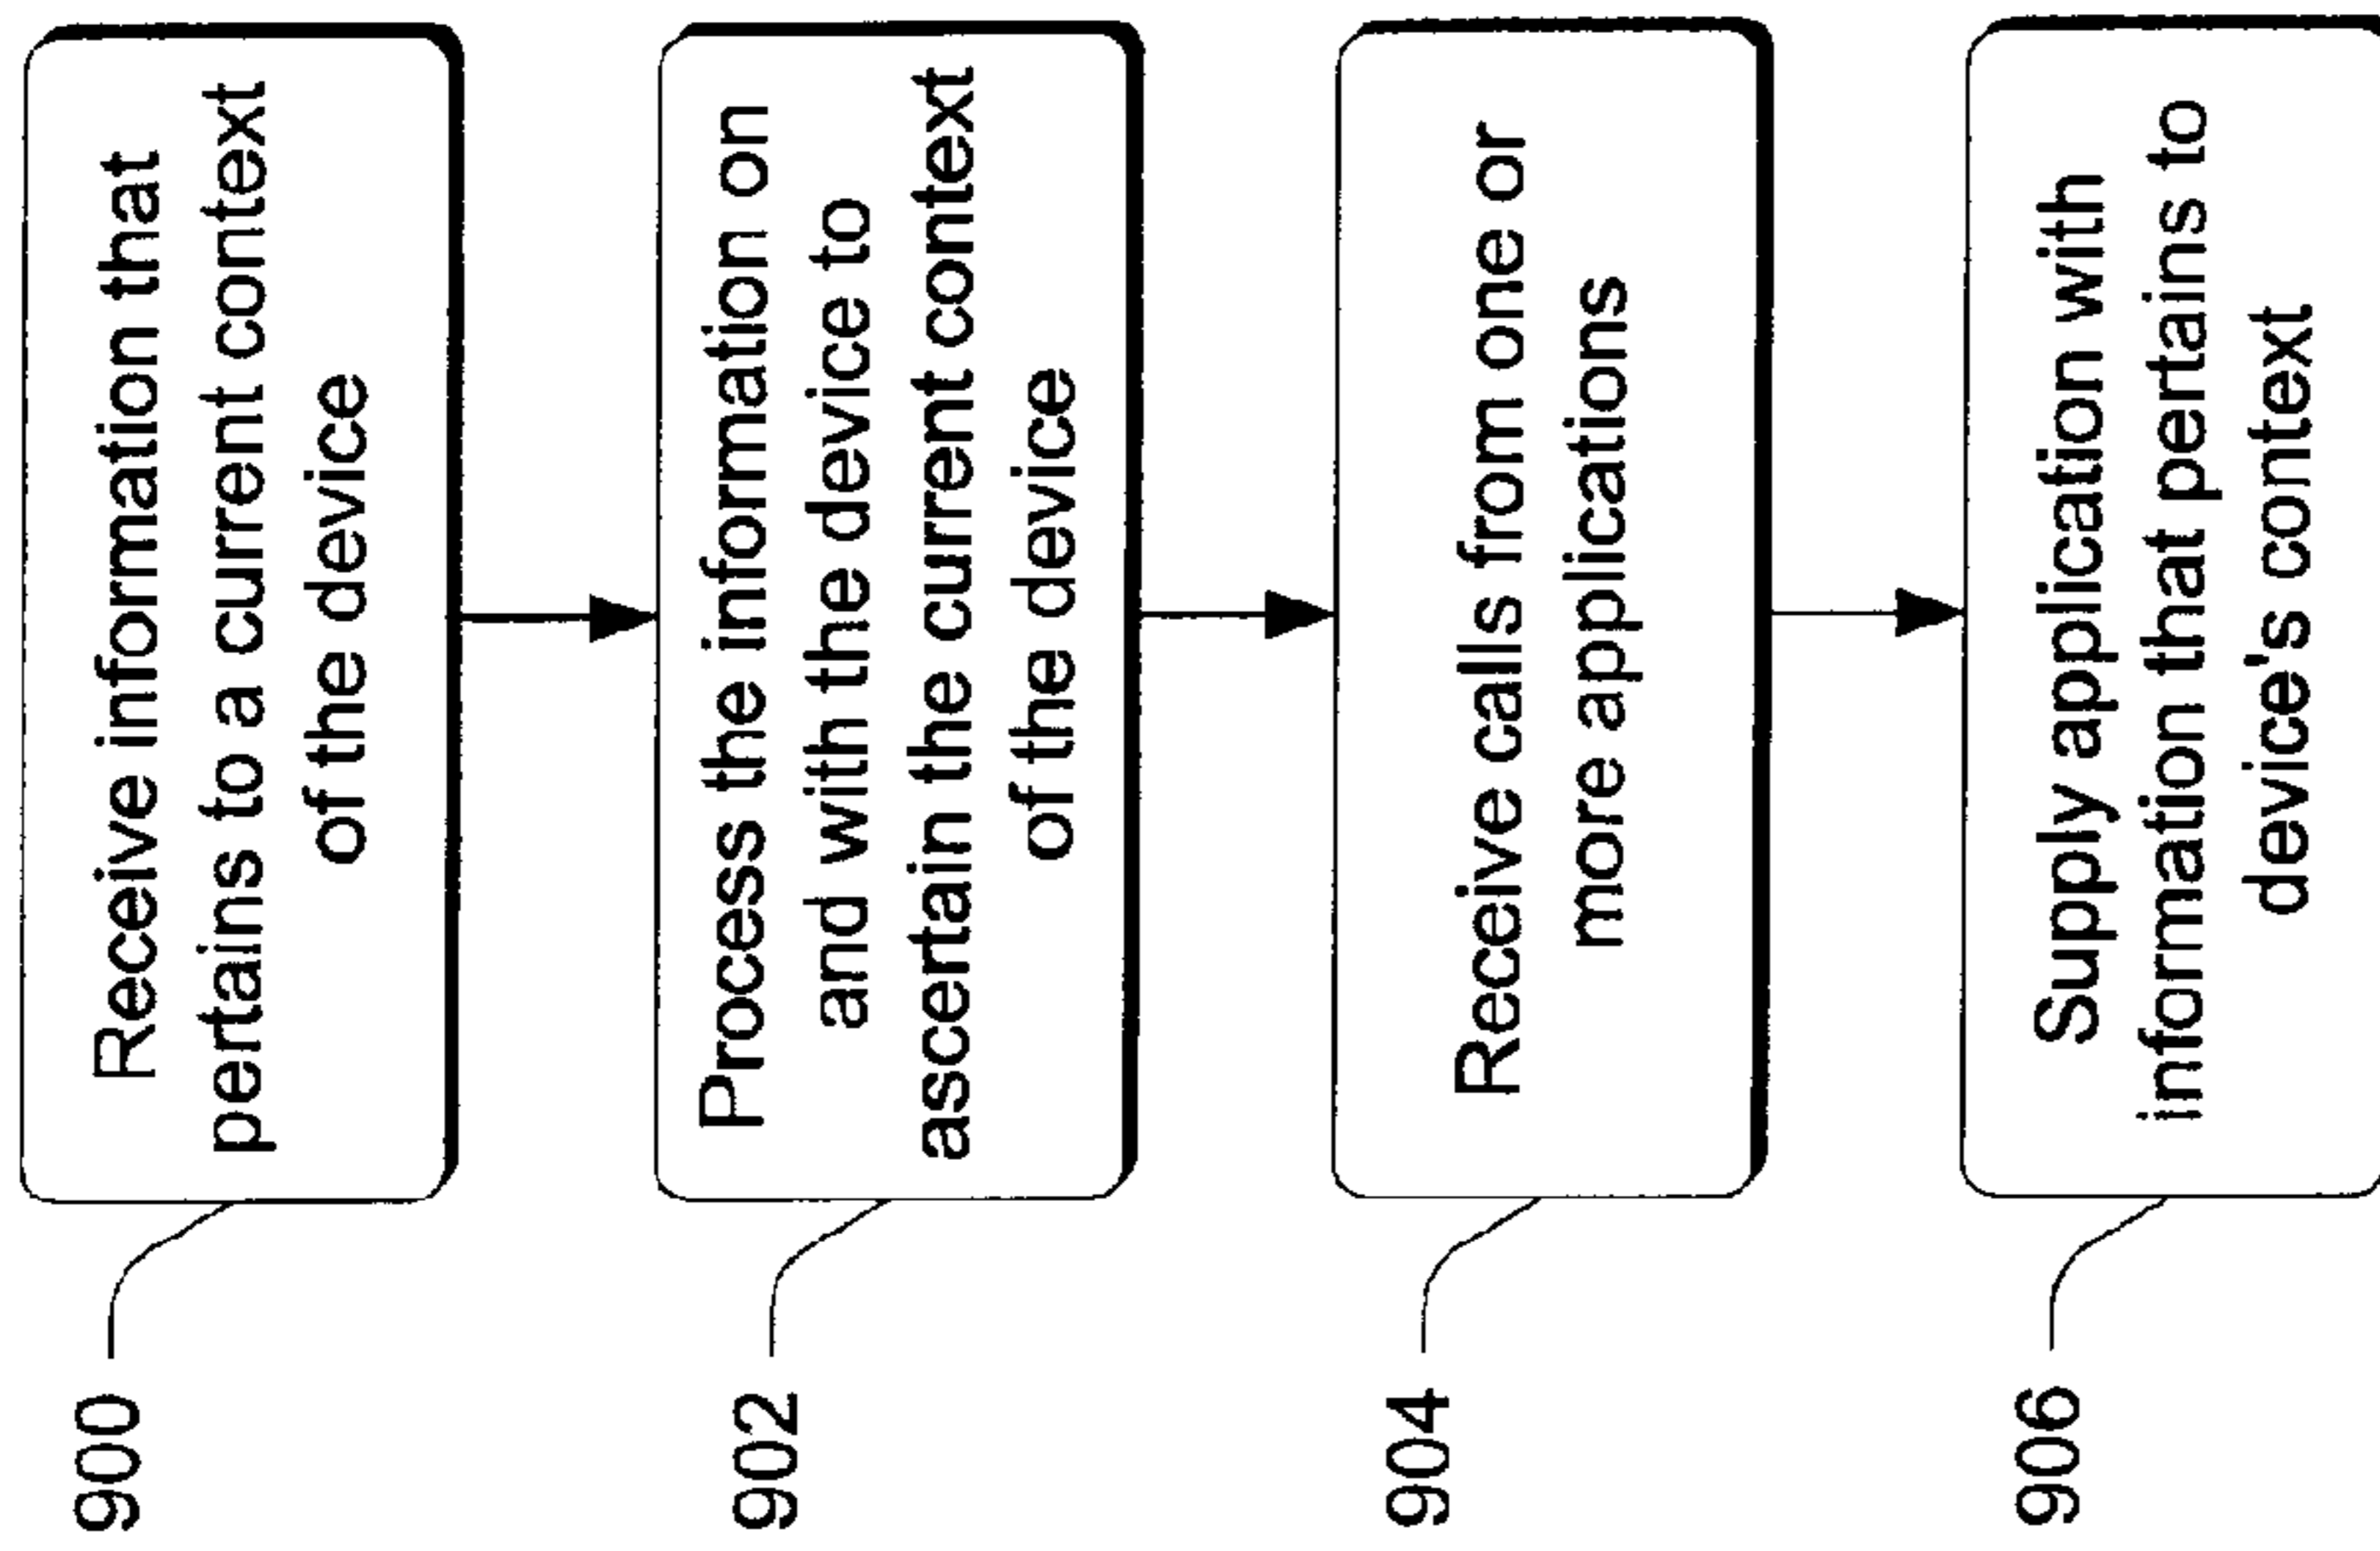 900
Receive information that
pertains to a current context
of the device
902
Process the information on
and with the device to
ascertain the current context
of the device
904
Receive calls from one or
more applications
906
Supply application with
information that pertains to
device's context